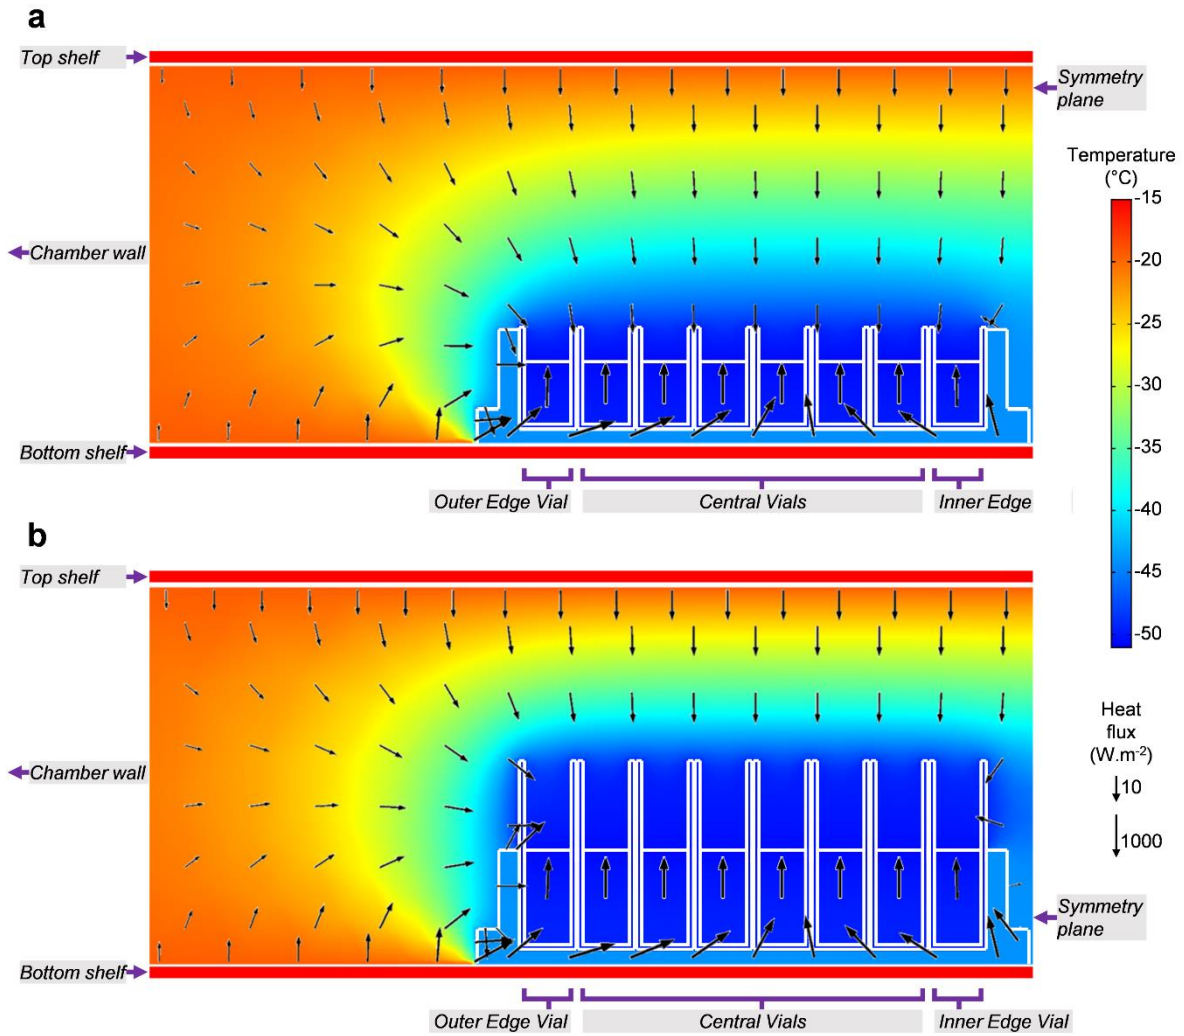 a
Top shelf
Symmetry
plane
Temperature
(°C)
-15
-20
-25
-30
-35
-40
-45
-50
Chamber wall
Bottom shelf
Outer Edge Vial
Central Vials
Inner Edge
b
Top shelf
Heat
flux
(W.m-2)
10
1000
Chamber wall
Symmetry
plane
Bottom shelf
Outer Edge Vial
Central Vials
Inner Edge Vial